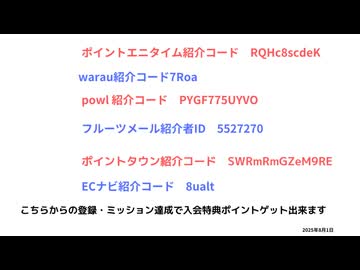 ポイントエニタイム紹介コード　RQHc8scdeK
warau紹介コード7Roa
powl 紹介コード　PYGF775UYVO
フルーツメール紹介者ID　5527270
ポイントタウン紹介コード　SWRmRmGZeM9RE
ECナビ紹介コード　8ualt
こちらからの登録・ミッション達成で入会特典ポイントゲット出来ます
2025年8月1日